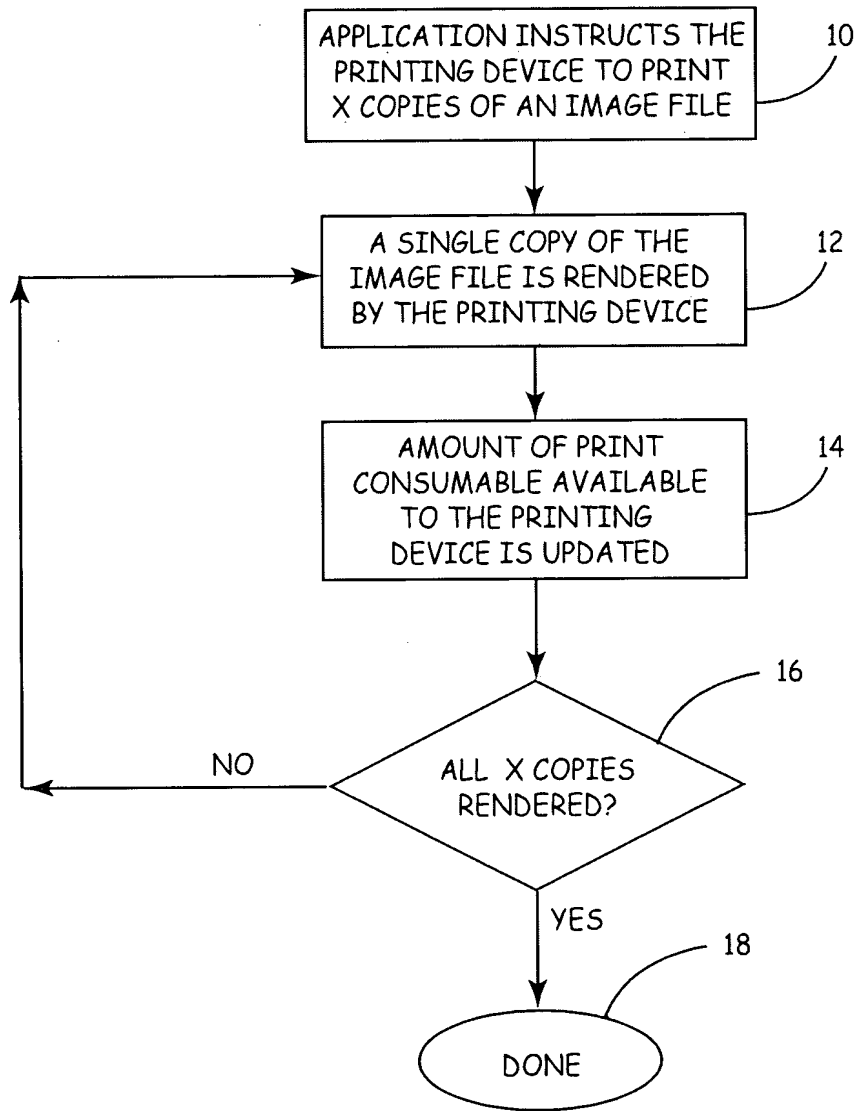 APPLICATION INSTRUCTS THE
PRINTING DEVICE TO PRINT
X COPIES OF AN IMAGE FILE
10
A SINGLE COPY OF THE
IMAGE FILE IS RENDERED
BY THE PRINTING DEVICE
12
AMOUNT OF PRINT
CONSUMABLE AVAILABLE
TO THE PRINTING
DEVICE IS UPDATED
14
16
NO
ALL X COPIES
RENDERED?
YES
18
DONE